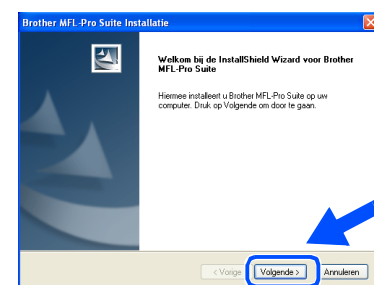 Brother MFL-Pro Suite Installatie
Welkom bij de InstallShield Wizard voor Brother
MFL-Pro Suite
Hiermee installeert u Brother MFL-Pro Suite op uw
computer. Druk op Volgende om door te gaan.
< Vorige Volgende > Annuleren